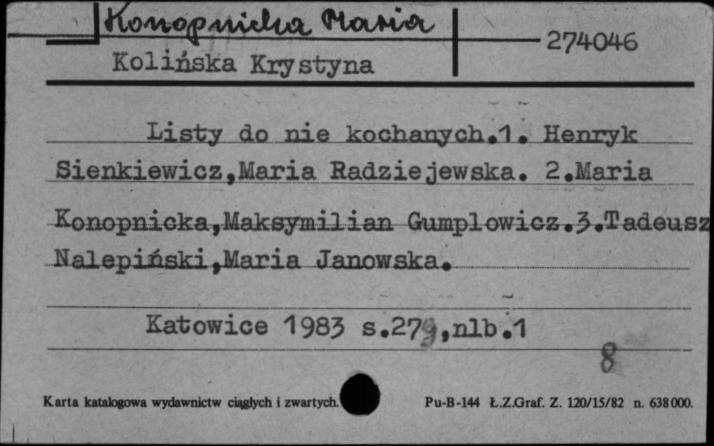 Konopnicka Maria
274046
Kolińska Krystyna
Listy do nie kochanych.1. Henryk
Sienkiewicz,Maria Radziejewska. 2.Maria
Konopnicka,Maksymilian Gumplowicz.3.Tadeusz
Nalepiński,Maria Janowska.
Katowice 1983 s.279,nlb.1
8
Karta katalogowa wydawnictw ciągłych i zwartych.
Pu-B-144 Ł.Z.Graf. Z. 120/15/82 n. 638000.